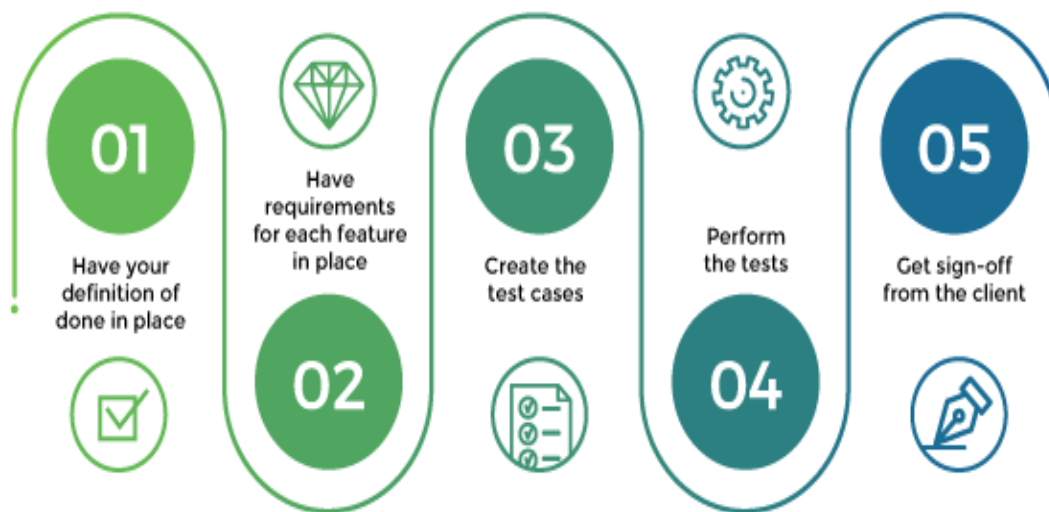 01
Have your
definition of
done in place
Have
requirements
for each feature
in place
02
03
Create the
test cases
Perform
the tests
04
05
Get sign-off
from the client